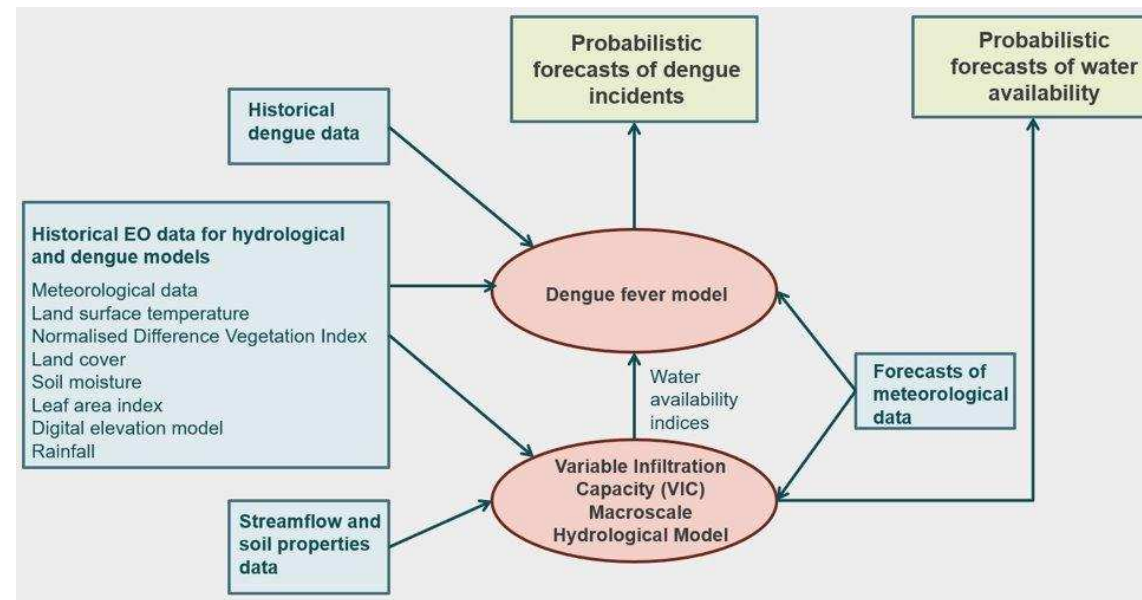 Probabilistic
forecasts of dengue
incidents
Probabilistic
forecasts of water
availability
Historical
dengue data
Historical EO data for hydrological
and dengue models
Meteorological data
Land surface temperature
Normalised Difference Vegetation Index
Land cover
Soil moisture
Leaf area index
Digital elevation model
Rainfall
Dengue fever model
Water
availability
indices
Forecasts of
meteorological
data
Variable Infiltration
Capacity (VIC)
Macroscale
Hydrological Model
Streamflow and
soil properties
data